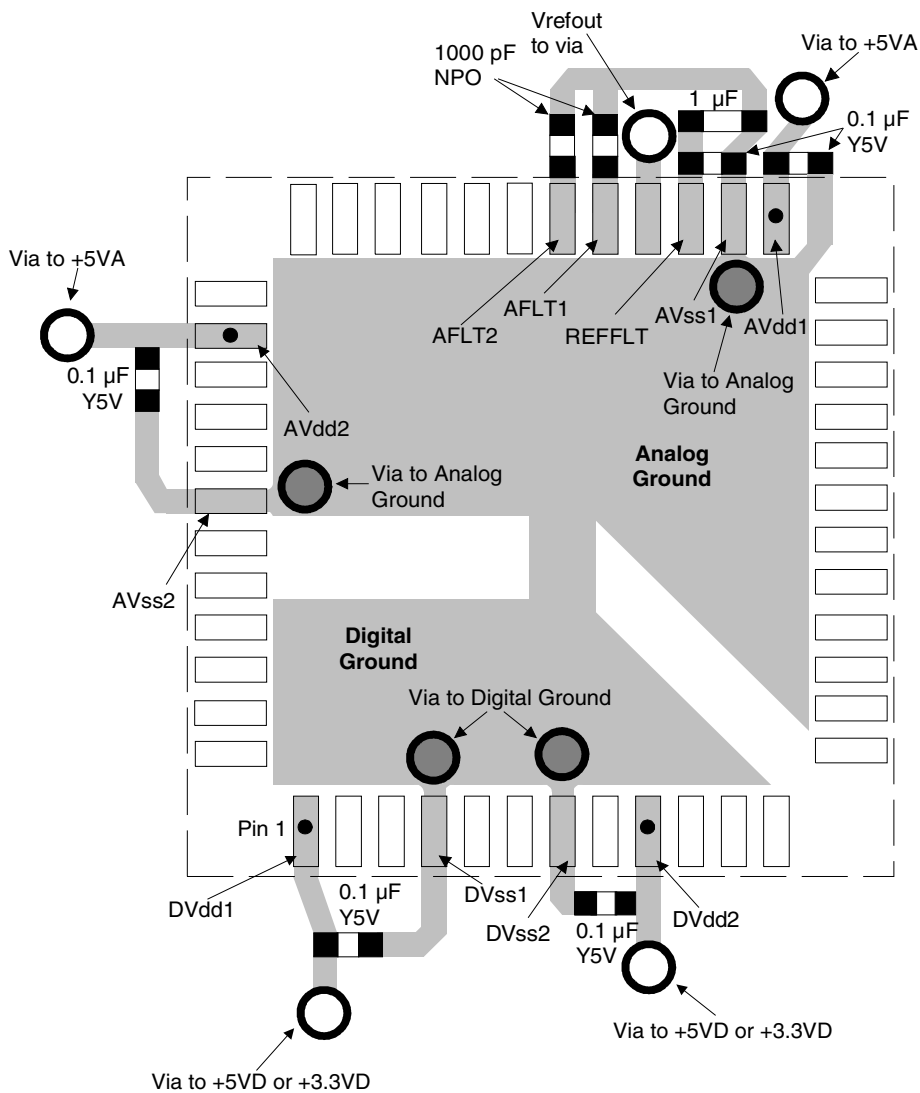 Vrefout
to via
Via to +5VA
1000 pF
NPO
1 µF
0.1 µF
Y5V
Via to +5VA
AFLT2
AFLT1
REFFLT
AVss1
AVdd1
0.1 µF
Y5V
Via to Analog
Ground
AVdd2
Analog
Ground
Via to Analog
Ground
AVss2
Digital
Ground
Via to Digital Ground
Pin 1
DVdd1
0.1 µF
Y5V
DVss1
DVss2
0.1 µF
Y5V
DVdd2
Via to +5VD or +3.3VD
Via to +5VD or +3.3VD